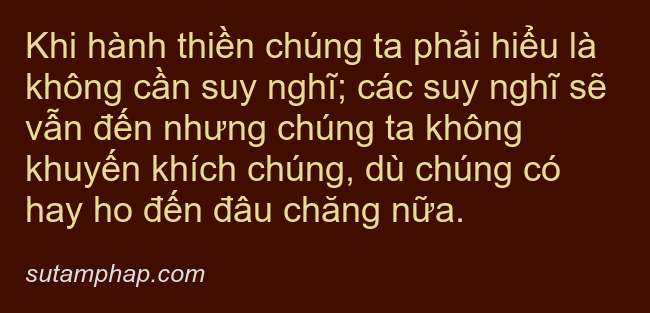 Khi hành thiền chúng ta phải hiểu là
không cần suy nghĩ; các suy nghĩ sẽ
vẫn đến nhưng chúng ta không
khuyến khích chúng, dù chúng có
hay ho đến đâu chăng nữa.
sutamphap.com